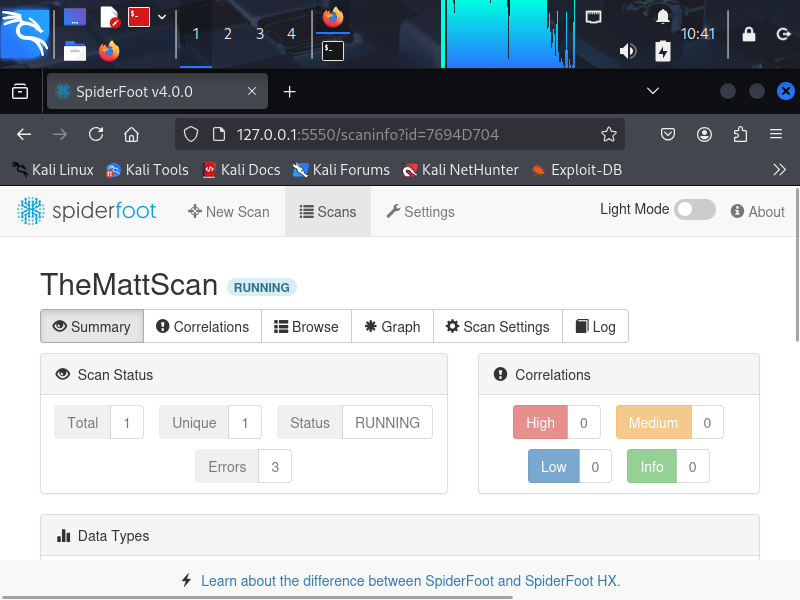 1 2 3 4
10:41
SpiderFoot v4.0.0
127.0.0.1:5550/scaninfo?id=7694D704
Kali Linux Kali Tools Kali Docs Kali Forums Kali NetHunter Exploit-DB
spiderfoot New Scan Scans Settings Light Mode About
TheMattScan RUNNING
Summary Correlations Browse Graph Scan Settings Log
Scan Status
Total 1 Unique 1 Status RUNNING
Errors 3
Correlations
High 0 Medium 0
Low 0 Info 0
Data Types
Learn about the difference between SpiderFoot and SpiderFoot HX.